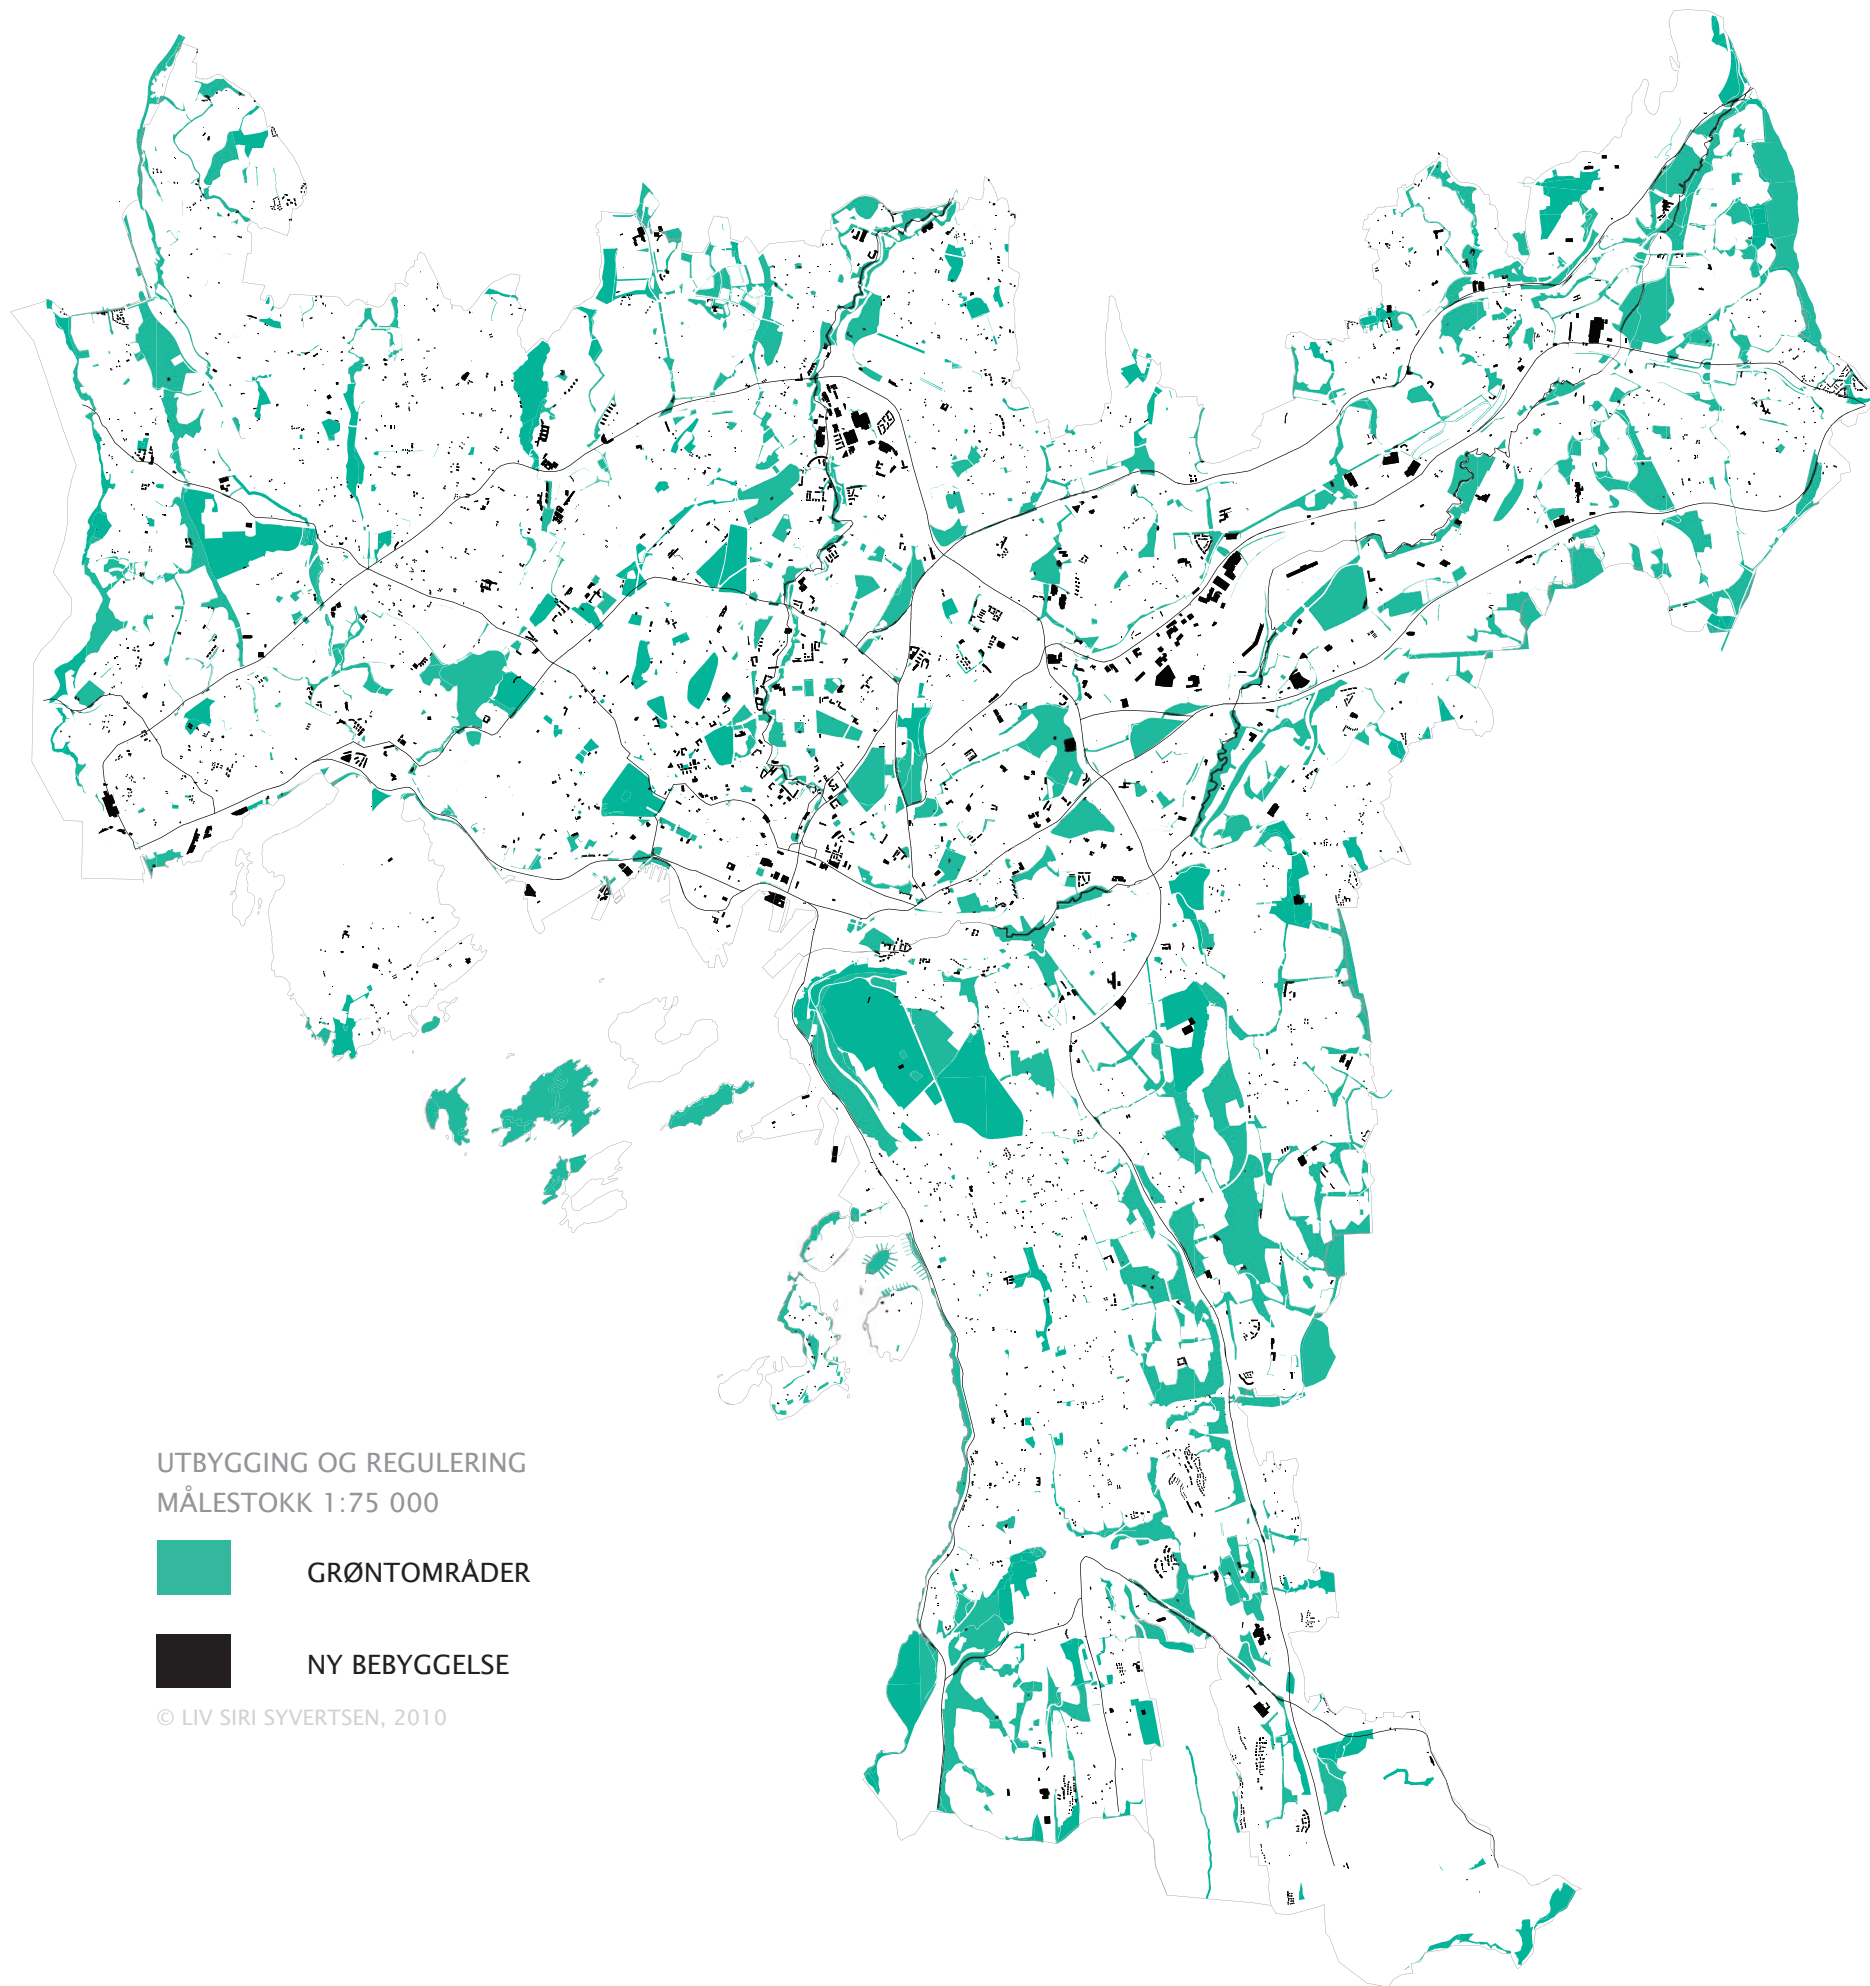 UTBYGGING OG REGULERING
MÅLESTOKK 1:75 000
GRØNTOMRÅDER
NY BEBYGGELSE
© LIV SIRI SYVERTSEN, 2010